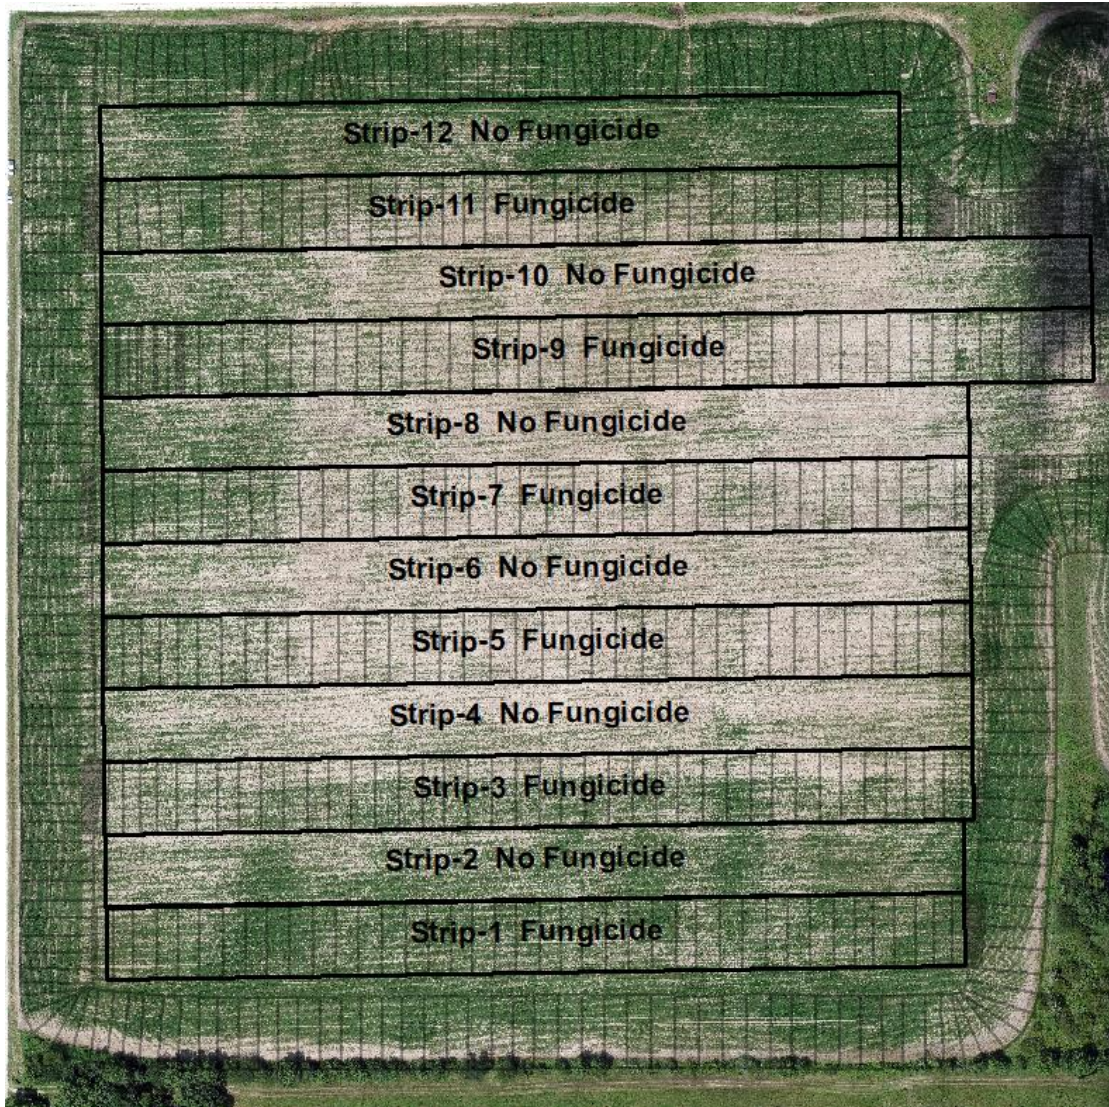 Strip-12 No Fungicide
Strip-11 Fungicide
Strip-10 No Fungicide
Strip-9 Fungicide
Strip-8 No Fungicide
Strip-7 Fungicide
Strip-6 No Fungicide
Strip-5 Fungicide
Strip-4 No Fungicide
Strip-3 Fungicide
Strip-2 No Fungicide
Strip-1 Fungicide